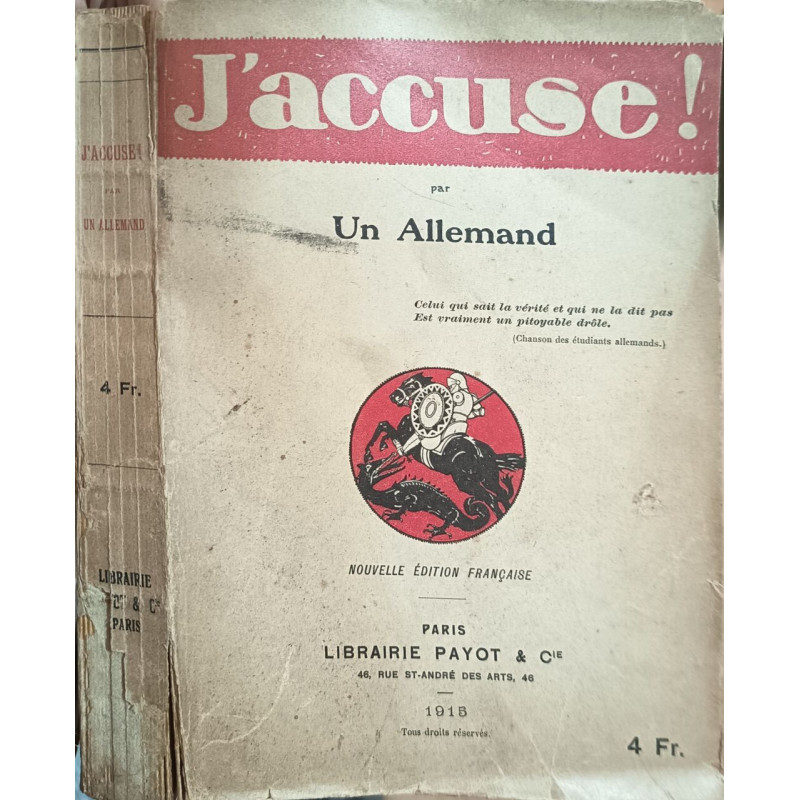 J'ACCUSE!
PAR
UN ALLEMAND
4 Fr.
LIBRAIRIE
& Cie
PARIS
J'accuse!
par
Un Allemand
Celui qui sait la vérité et qui ne la dit pas
Est vraiment un pitoyable drôle.
(Chanson des étudiants allemands.)
NOUVELLE ÉDITION FRANÇAISE
PARIS
LIBRAIRIE PAYOT & CIE
46, RUE ST-ANDRÉ DES ARTS, 46
1915
Tous droits réservés.
4 Fr.